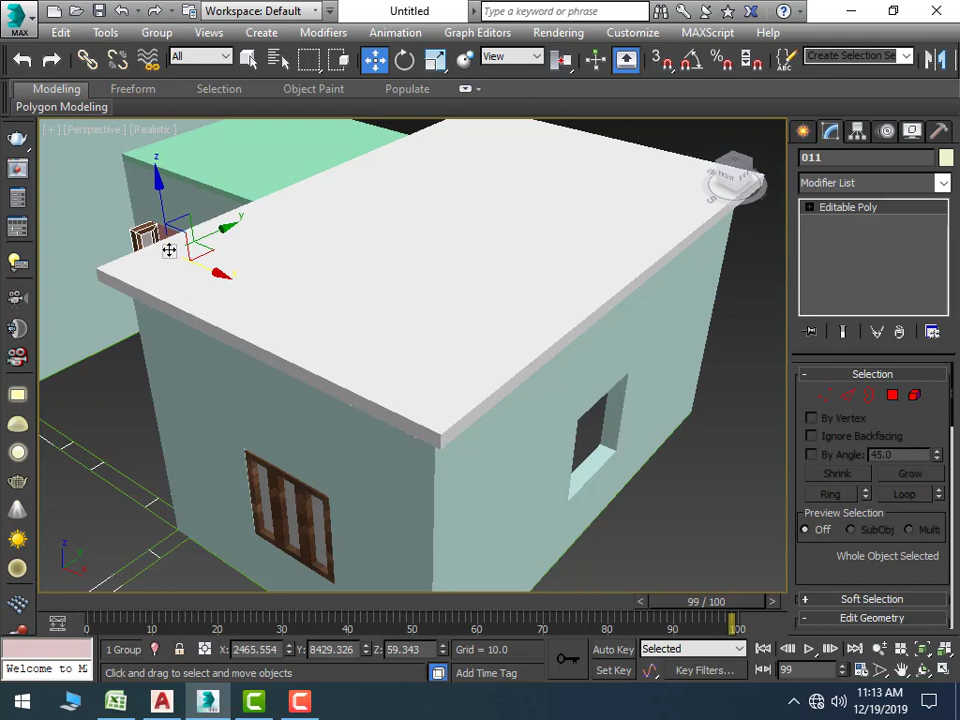 MAX
Workspace: Default
Untitled
Type a keyword or phrase
Edit
Tools
Group
Views
Create
Modifiers
Animation
Graph Editors
Rendering
Customize
MAXScript
Help
All
View
3
Create Selection Se
Modeling
Freeform
Selection
Object Paint
Populate
Polygon Modeling
[+] [Perspective] [Realistic]
z
y
011
Modifier List
Editable Poly
Selection
By Vertex
Ignore Backfacing
By Angle: 45.0
Shrink
Grow
Ring
Loop
Preview Selection
Off
SubObj
Multi
Whole Object Selected
Soft Selection
Edit Geometry
z
99 / 100
0 10 20 30 40 50 60 70 80 90 100
1 Group
X: 2465.554
Y: 8429.326
Z: 59.343
Grid = 10.0
Auto Key
Selected
Welcome to M
Click and drag to select and move objects
Add Time Tag
Set Key
Key Filters...
99
11:13 AM
12/19/2019